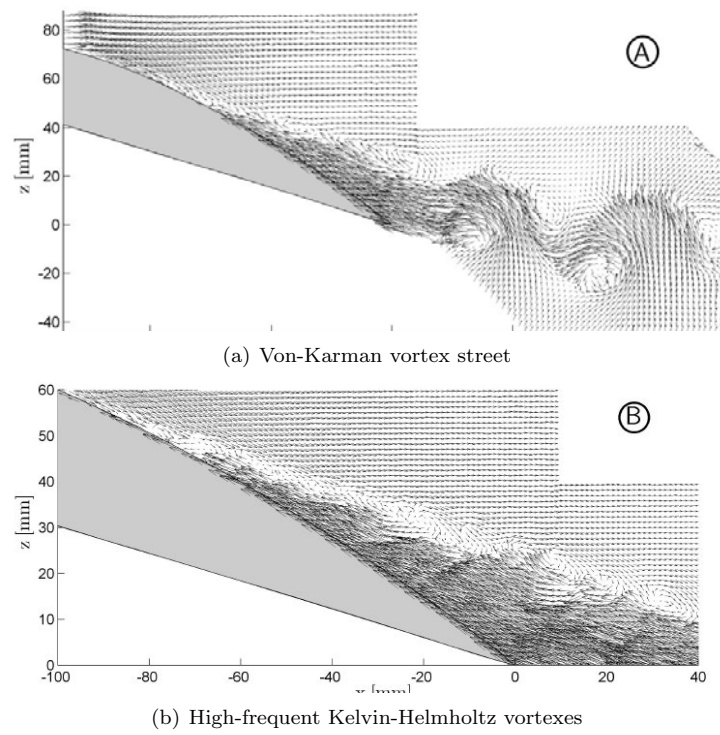 80
60
40
20
0
-20
-40
z [mm]
A
(a) Von-Karman vortex street
60
50
40
30
20
10
0
z [mm]
B
-100 -80 -60 -40 -20 0 20 40
x [mm]
(b) High-frequent Kelvin-Helmholtz vortexes